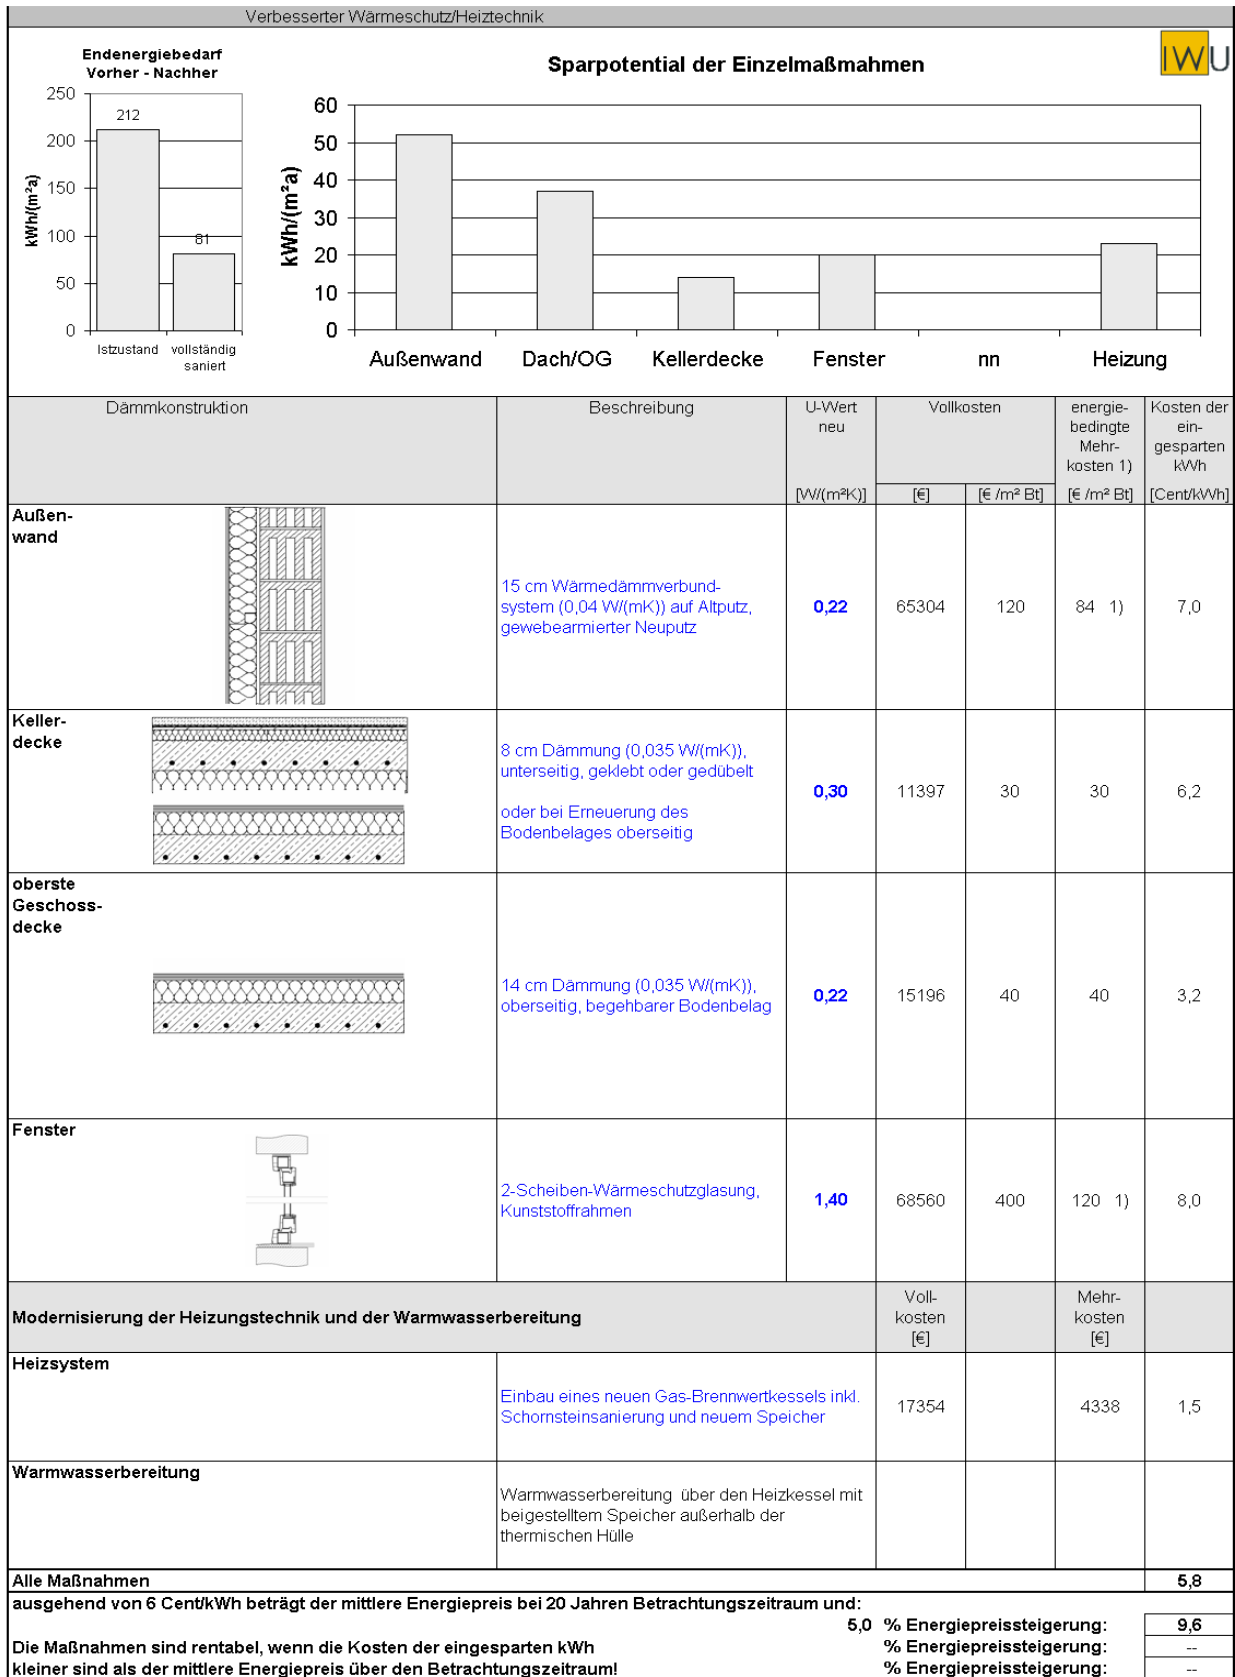 Verbesserter Wärmeschutz/Heiztechnik
Endenergiebedarf
Vorher - Nachher
250
200
150
100
50
0
kWh/(m²a)
212
81
Istzustand
vollständig
saniert
Sparpotential der Einzelmaßmahmen
IWU
60
50
40
30
20
10
0
kWh/(m²a)
Außenwand Dach/OG Kellerdecke Fenster nn Heizung
Dämmkonstruktion
Beschreibung
U-Wert
neu
[W/(m²K)]
Vollkosten
[€] [€ /m² Bt]
energie-
bedingte
Mehr-
kosten 1)
[€ /m² Bt]
Kosten der
ein-
gesparten
kWh
[Cent/kWh]
Außen-
wand
15 cm Wärmedämmverbund-
system (0,04 W/(mK)) auf Altputz,
gewebearmierter Neuputz
0,22 65304 120 84 1) 7,0
Keller-
decke
8 cm Dämmung (0,035 W/(mK)),
unterseitig, geklebt oder gedübelt
oder bei Erneuerung des
Bodenbelages oberseitig
0,30 11397 30 30 6,2
oberste
Geschoss-
decke
14 cm Dämmung (0,035 W/(mK)),
oberseitig, begehbarer Bodenbelag
0,22 15196 40 40 3,2
Fenster
2-Scheiben-Wärmeschutzglasung,
Kunststoffrahmen
1,40 68560 400 120 1) 8,0
Modernisierung der Heizungstechnik und der Warmwasserbereitung
Voll-
kosten
[€]
Mehr-
kosten
[€]
Heizsystem
Einbau eines neuen Gas-Brennwertkessels inkl.
Schornsteinsanierung und neuem Speicher
17354 4338 1,5
Warmwasserbereitung
Warmwasserbereitung über den Heizkessel mit
beigestelltem Speicher außerhalb der
thermischen Hülle
Alle Maßnahmen 5,8
ausgehend von 6 Cent/kWh beträgt der mittlere Energiepreis bei 20 Jahren Betrachtungszeitraum und:
5,0 % Energiepreissteigerung: 9,6
Die Maßnahmen sind rentabel, wenn die Kosten der eingesparten kWh % Energiepreissteigerung: --
kleiner sind als der mittlere Energiepreis über den Betrachtungszeitraum! % Energiepreissteigerung: --